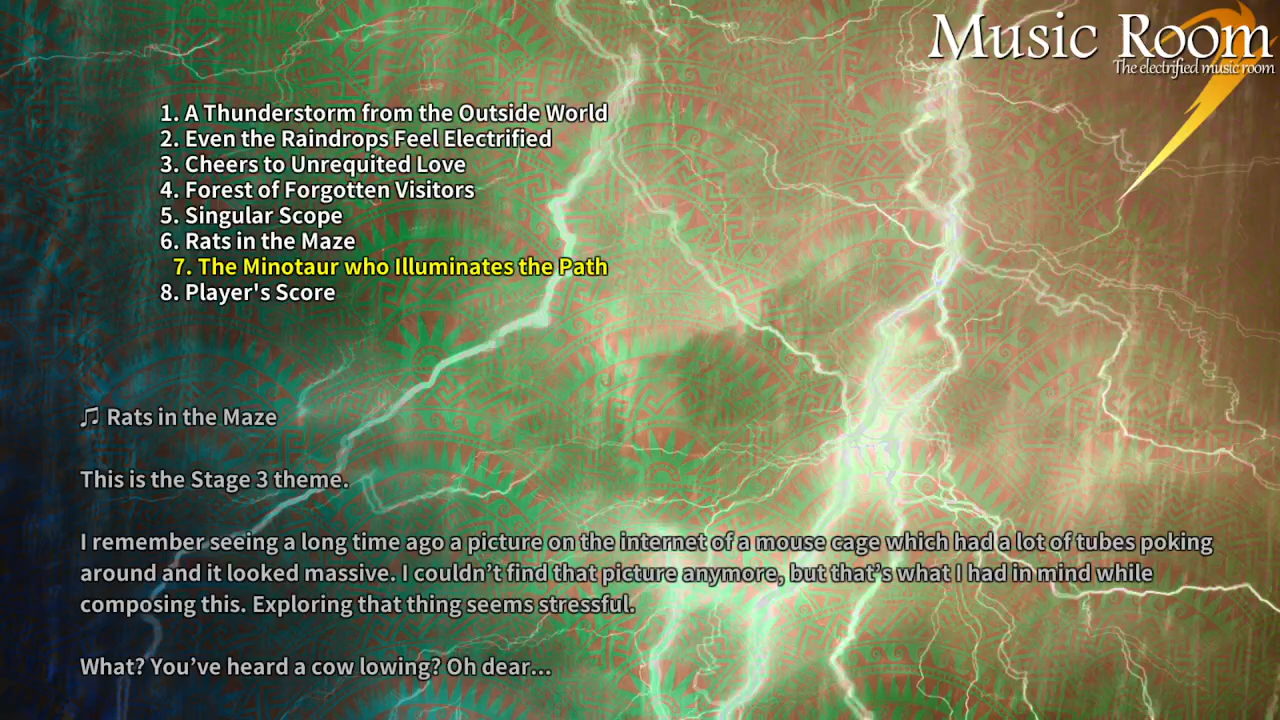 Music Room
The electrified music room
1. A Thunderstorm from the Outside World
2. Even the Raindrops Feel Electrified
3. Cheers to Unrequited Love
4. Forest of Forgotten Visitors
5. Singular Scope
6. Rats in the Maze
7. The Minotaur who Illuminates the Path
8. Player's Score
♫ Rats in the Maze
This is the Stage 3 theme.
I remember seeing a long time ago a picture on the internet of a mouse cage which had a lot of tubes poking
around and it looked massive. I couldn’t find that picture anymore, but that’s what I had in mind while
composing this. Exploring that thing seems stressful.
What? You’ve heard a cow lowing? Oh dear...